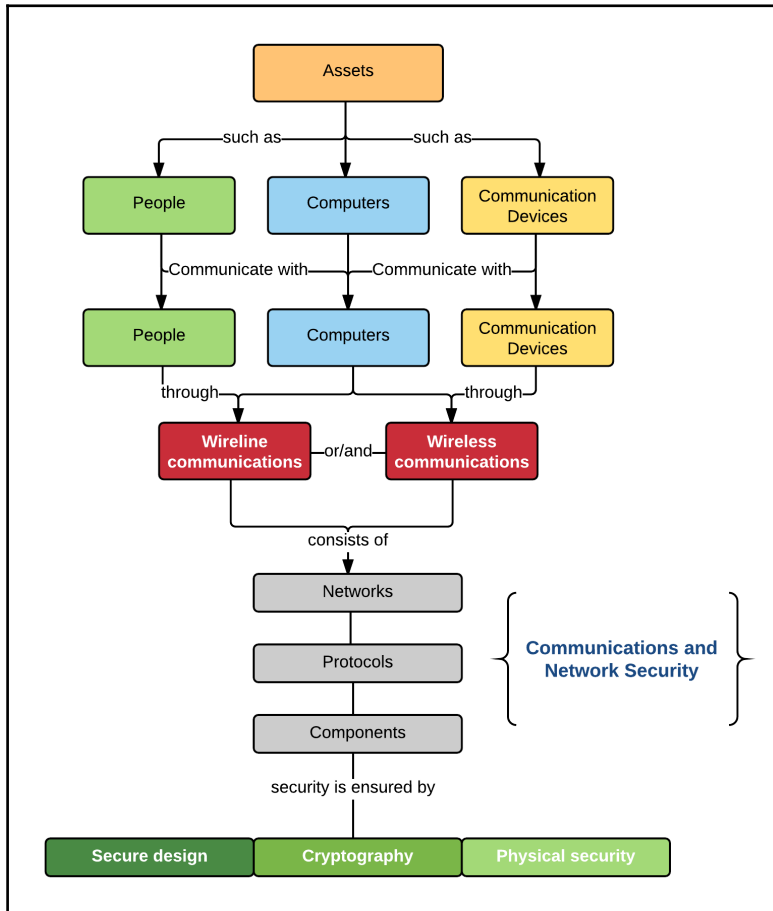 Assets
such as
such as
People
Computers
Communication
Devices
Communicate with
Communicate with
People
Computers
Communication
Devices
through
through
Wireline
communications
or/and
Wireless
communications
consists of
Networks
Protocols
Communications and
Network Security
Components
security is ensured by
Secure design
Cryptography
Physical security